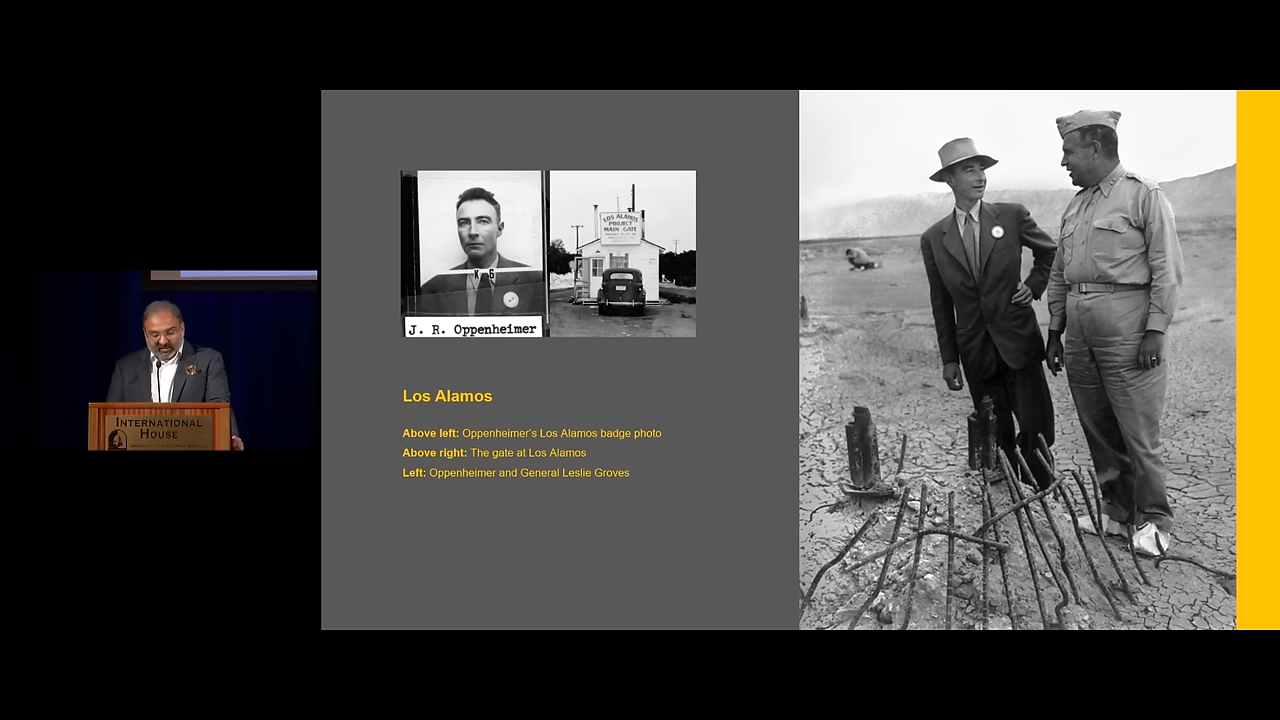 INTERNATIONAL
HOUSE
K 6
J. R. Oppenheimer
LOS ALAMOS
PROJECT
MAIN GATE
Los Alamos
Above left: Oppenheimer's Los Alamos badge photo
Above right: The gate at Los Alamos
Left: Oppenheimer and General Leslie Groves